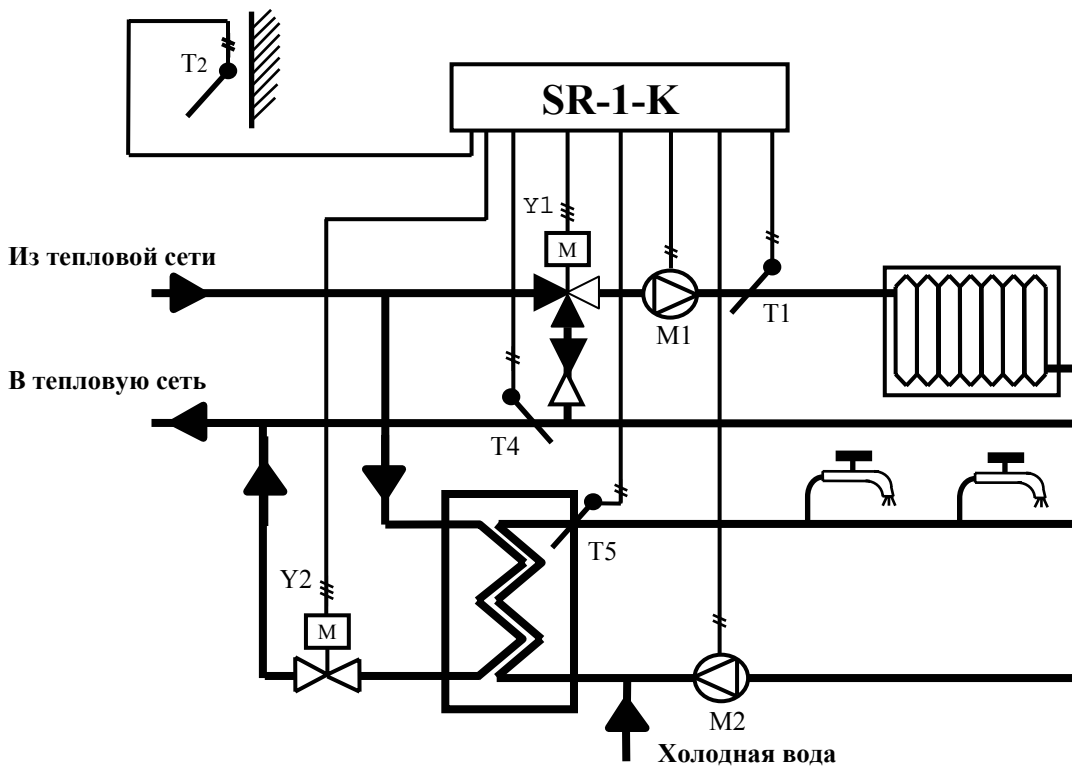 T2
SR-1-K
Y1
M
Из тепловой сети
T1
M1
В тепловую сеть
T4
T5
Y2
M
M2
Холодная вода